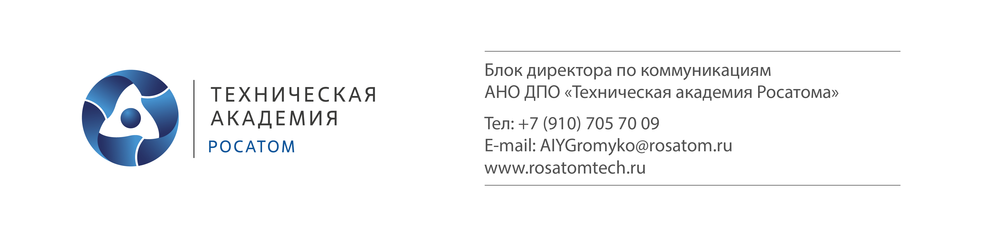 ТЕХНИЧЕСКАЯ
АКАДЕМИЯ
РОСАТОМ
Блок директора по коммуникациям
АНО ДПО «Техническая академия Росатома»
Тел: +7 (910) 705 70 09
E-mail: AIYGromyko@rosatom.ru
www.rosatomtech.ru